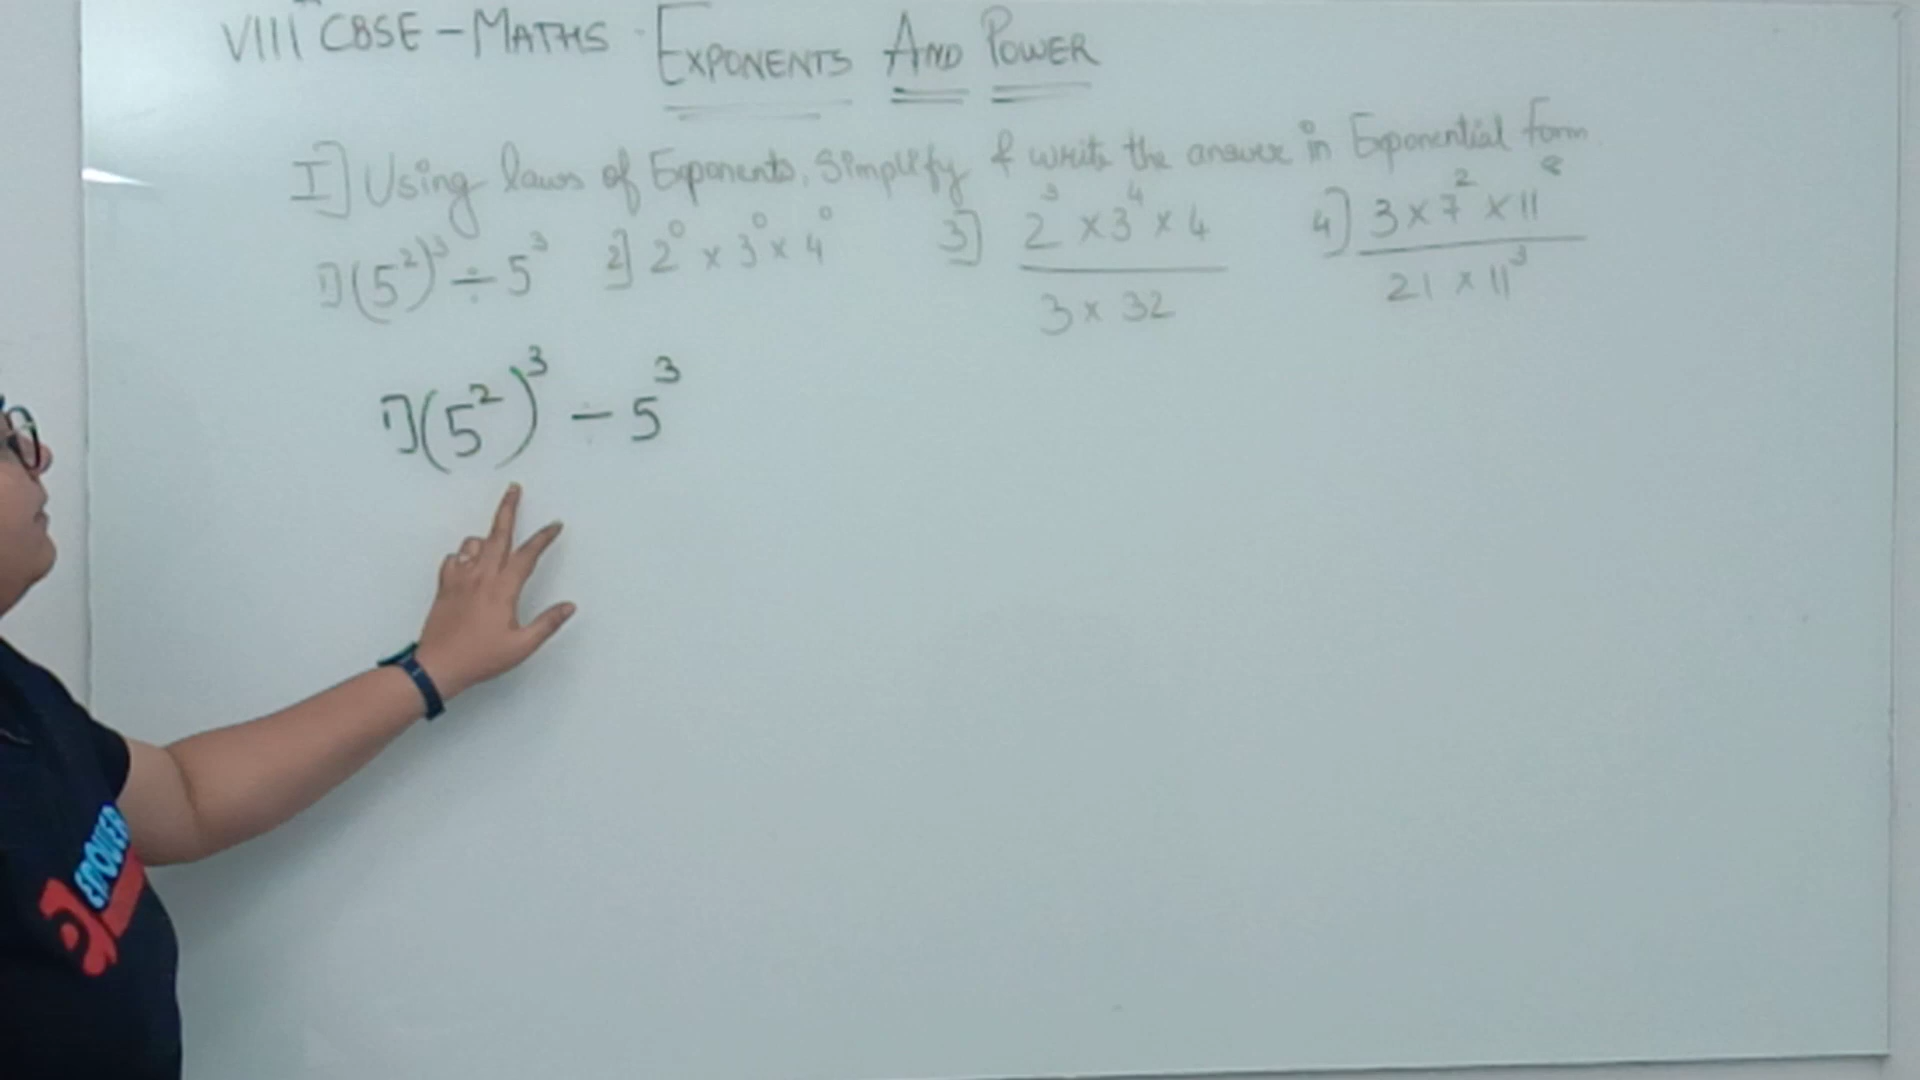 VIII CBSE - MATHS EXPONENTS AND POWER
I] Using laws of Exponents, Simplify & write the answer in Exponential form.
1] (5²)³ ÷ 5³ 2] 2⁰ × 3⁰ × 4⁰ 3] 2³ × 3⁴ × 4 / 3 × 32 4] 3 × 7² × 11⁸ / 21 × 11³
1] (5²)³ − 5³